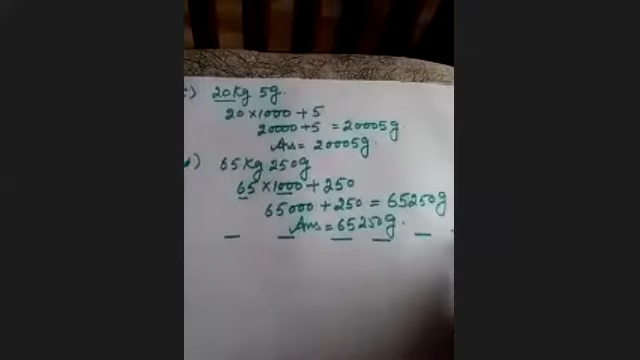 c) 20kg 5g.
20×1000+5
20000+5 = 20005g
Ans= 20005g.
d) 65kg 250g
65×1000+250
65000+250 = 65250g
Ans=65250g.